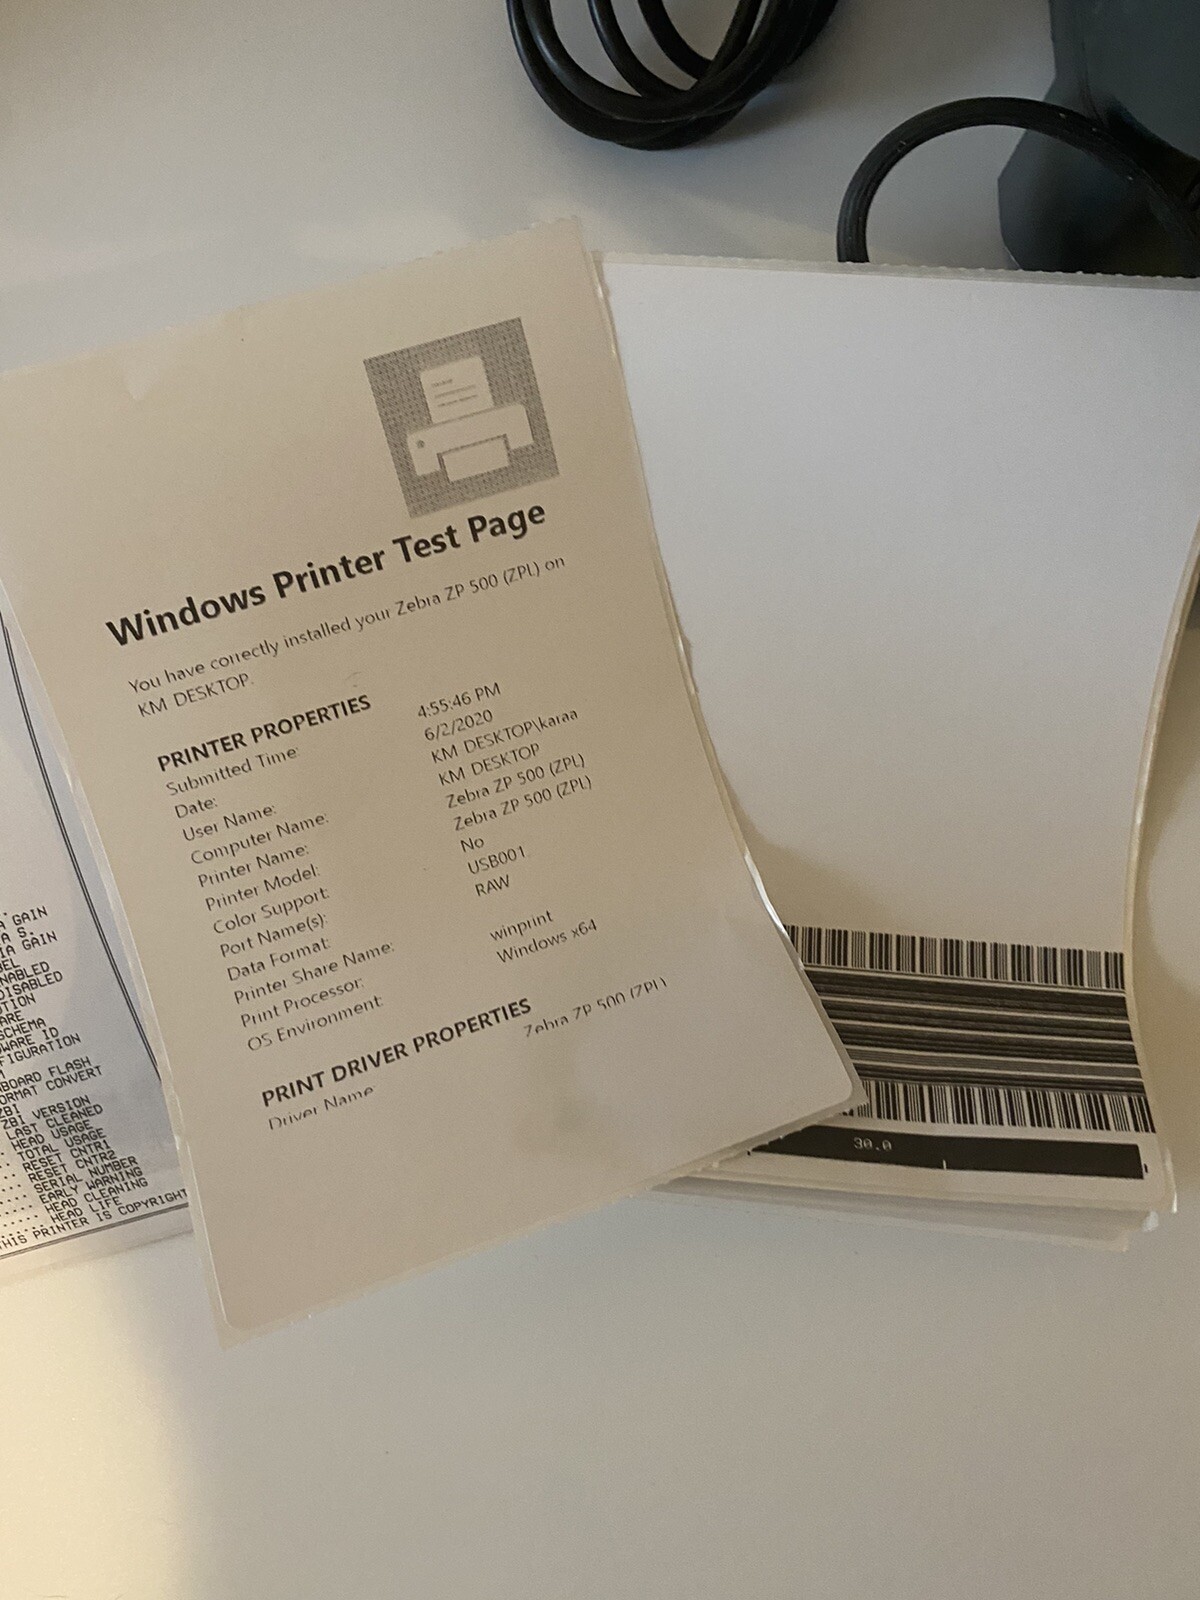 Windows Printer Test Page
You have correctly installed your Zebra ZP 500 (ZPL) on
KM DESKTOP.
PRINTER PROPERTIES
Submitted Time: 4:55:46 PM
Date: 6/2/2020
User Name: KM DESKTOP\karaa
Computer Name: KM DESKTOP
Printer Name: Zebra ZP 500 (ZPL)
Printer Model: Zebra ZP 500 (ZPL)
Color Support: No
Port Name(s): USB001
Data Format: RAW
Printer Share Name:
Print Processor: winprint
OS Environment: Windows x64
PRINT DRIVER PROPERTIES
Driver Name: Zebra ZP 500 (ZPL)
30.0
GAIN
S.
GAIN
DISABLED
SCHEMA
ID
FLASH
CONVERT
ZBI VERSION
LAST CLEANED
HEAD USAGE
TOTAL USAGE
RESET CNTR1
RESET CNTR2
SERIAL NUMBER
EARLY WARNING
HEAD CLEANING
HEAD LIFE
THIS PRINTER IS COPYRIGHT